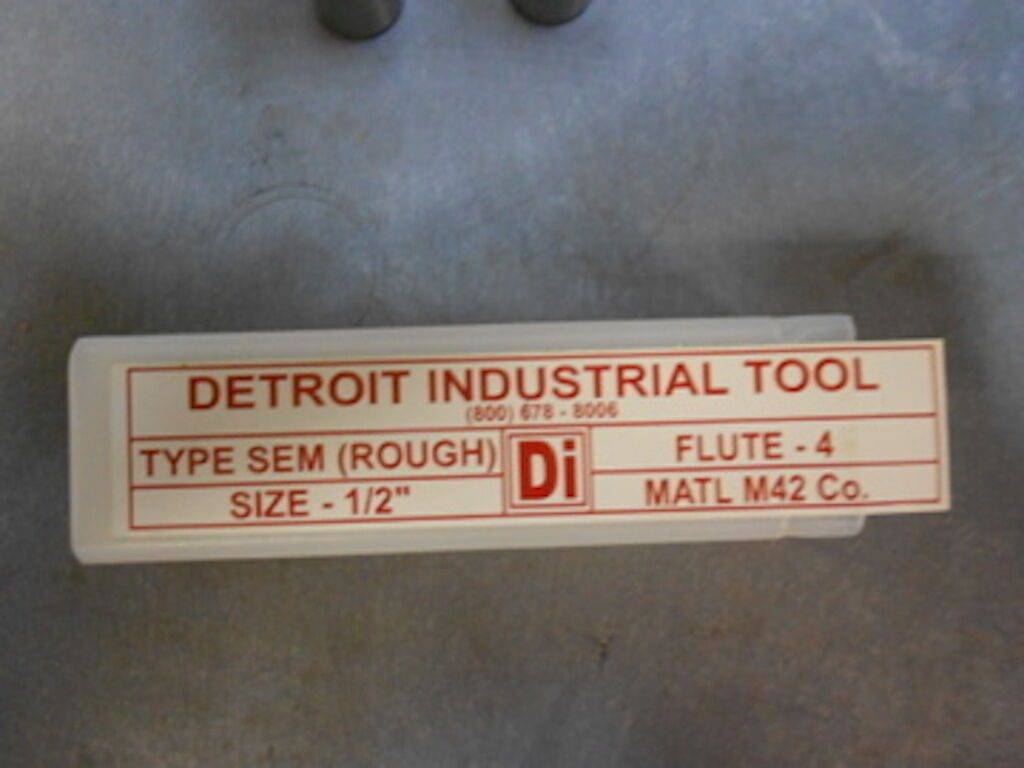 DETROIT INDUSTRIAL TOOL
(800) 678 - 8006
TYPE SEM (ROUGH)
SIZE - 1/2"
Di
FLUTE - 4
MATL M42 Co.